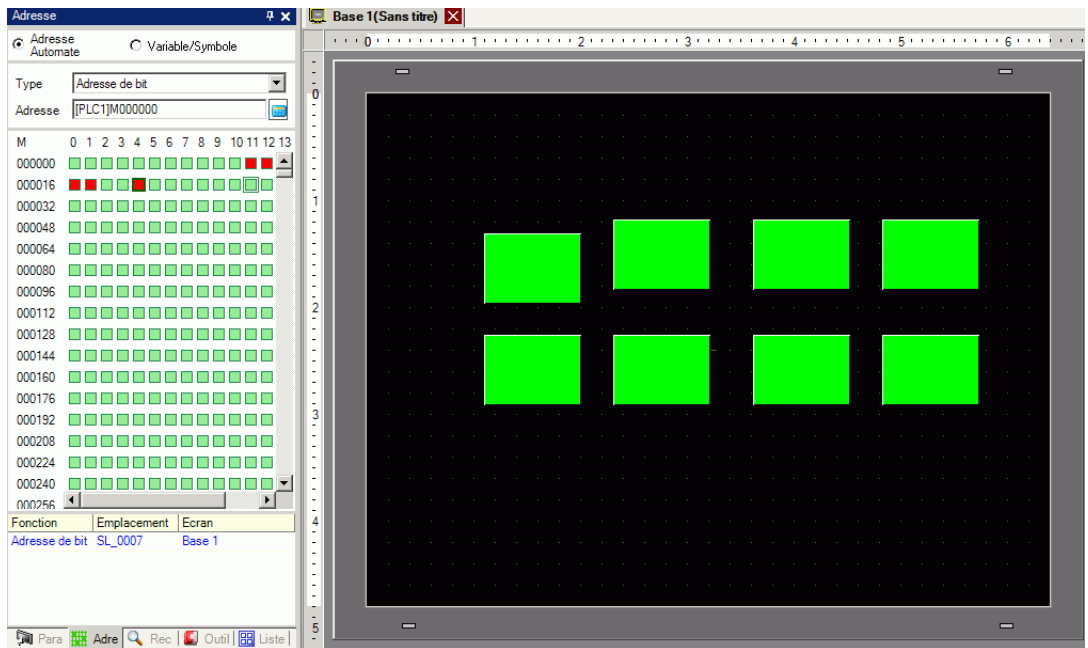 Adresse
Base 1(Sans titre)
Adresse Automate
Variable/Symbole
0 1 2 3 4 5 6
Type Adresse de bit
Adresse [PLC1]M000000
M 0 1 2 3 4 5 6 7 8 9 10 11 12 13
000000
000016
000032
000048
000064
000080
000096
000112
000128
000144
000160
000176
000192
000208
000224
000240
000256
Fonction Emplacement Ecran
Adresse de bit SL_0007 Base 1
Para Adre Rec Outil Liste
0
1
2
3
4
5